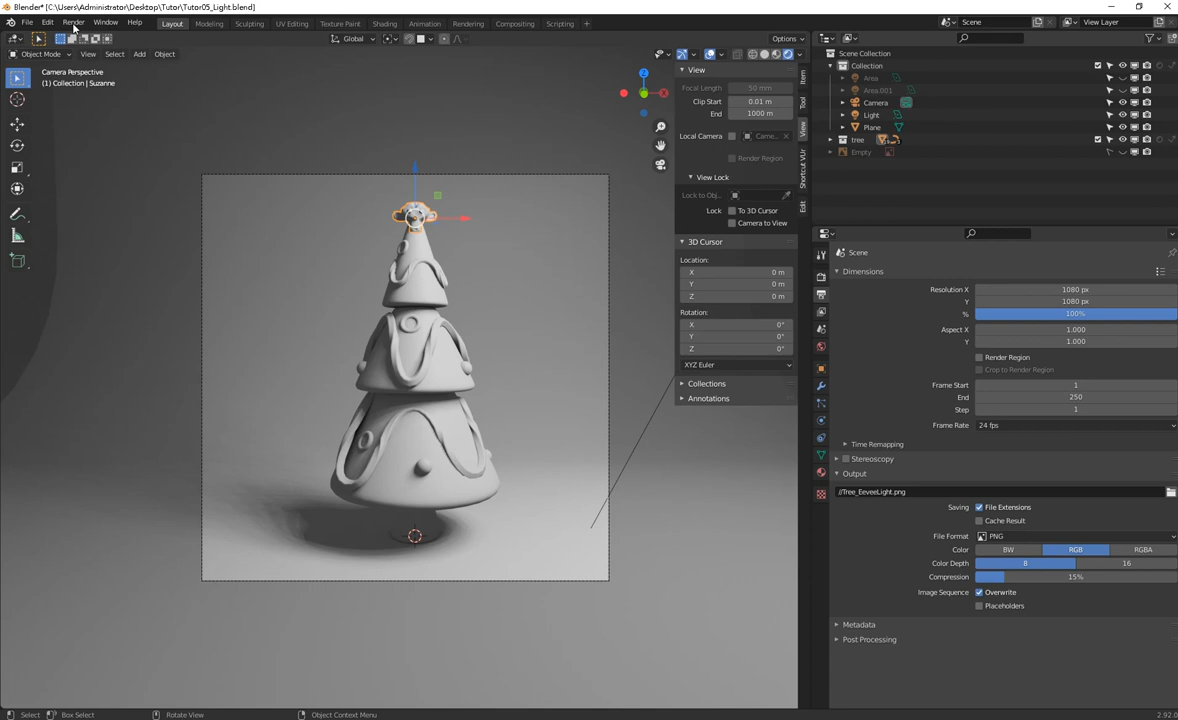 Blender* [C:\Users\Administrator\Desktop\Tutor\Tutor05_Light.blend]
File Edit Render Window Help
Layout Modeling Sculpting UV Editing Texture Paint Shading Animation Rendering Compositing Scripting +
Scene
View Layer
Global
Options
Object Mode View Select Add Object
Camera Perspective
(1) Collection | Suzanne
Z
X
View
Focal Length 50 mm
Clip Start 0.01 m
End 1000 m
Local Camera Came...
Render Region
View Lock
Lock to Obj...
Lock To 3D Cursor
Camera to View
3D Cursor
Location:
X 0 m
Y 0 m
Z 0 m
Rotation:
X 0°
Y 0°
Z 0°
XYZ Euler
Collections
Annotations
Item
Tool
View
Shortcut VUr
Edit
Scene Collection
Collection
Area
Area.001
Camera
Light
Plane
tree
Empty
Scene
Dimensions
Resolution X 1080 px
Y 1080 px
% 100%
Aspect X 1.000
Y 1.000
Render Region
Crop to Render Region
Frame Start 1
End 250
Step 1
Frame Rate 24 fps
Time Remapping
Stereoscopy
Output
//Tree_EeveeLight.png
Saving File Extensions
Cache Result
File Format PNG
Color BW RGB RGBA
Color Depth 8 16
Compression 15%
Image Sequence Overwrite
Placeholders
Metadata
Post Processing
Select Box Select Rotate View Object Context Menu 2.92.0